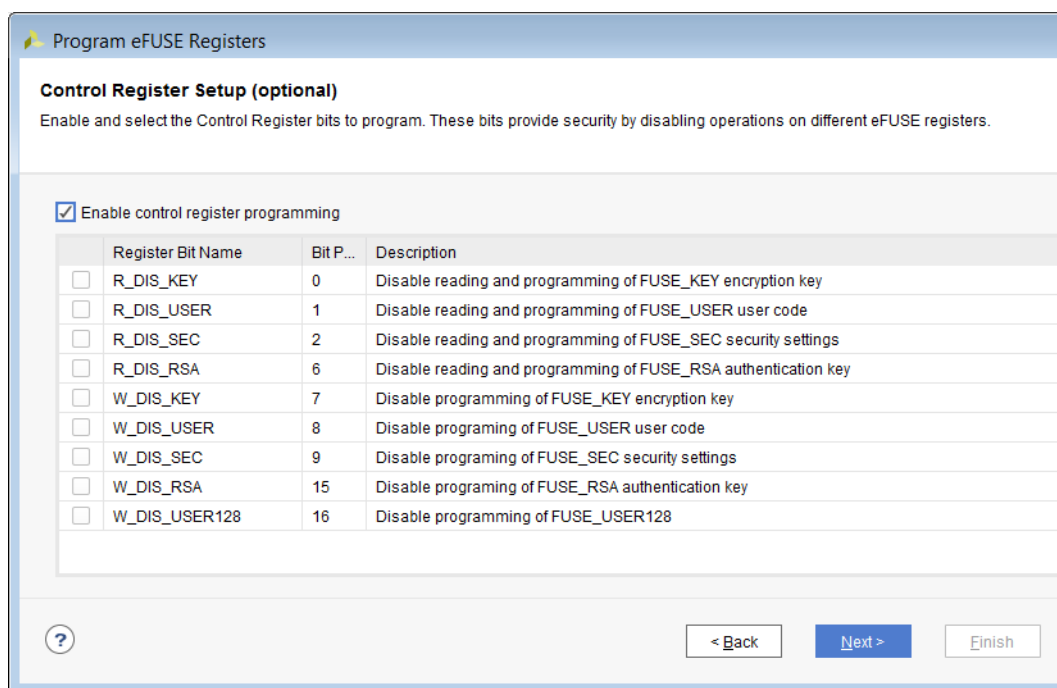 Program eFUSE Registers
Control Register Setup (optional)
Enable and select the Control Register bits to program. These bits provide security by disabling operations on different eFUSE registers.
Enable control register programming
Register Bit Name Bit P... Description
R_DIS_KEY 0 Disable reading and programming of FUSE_KEY encryption key
R_DIS_USER 1 Disable reading and programming of FUSE_USER user code
R_DIS_SEC 2 Disable reading and programming of FUSE_SEC security settings
R_DIS_RSA 6 Disable reading and programming of FUSE_RSA authentication key
W_DIS_KEY 7 Disable programming of FUSE_KEY encryption key
W_DIS_USER 8 Disable programing of FUSE_USER user code
W_DIS_SEC 9 Disable programing of FUSE_SEC security settings
W_DIS_RSA 15 Disable programing of FUSE_RSA authentication key
W_DIS_USER128 16 Disable programming of FUSE_USER128
? < Back Next > Finish